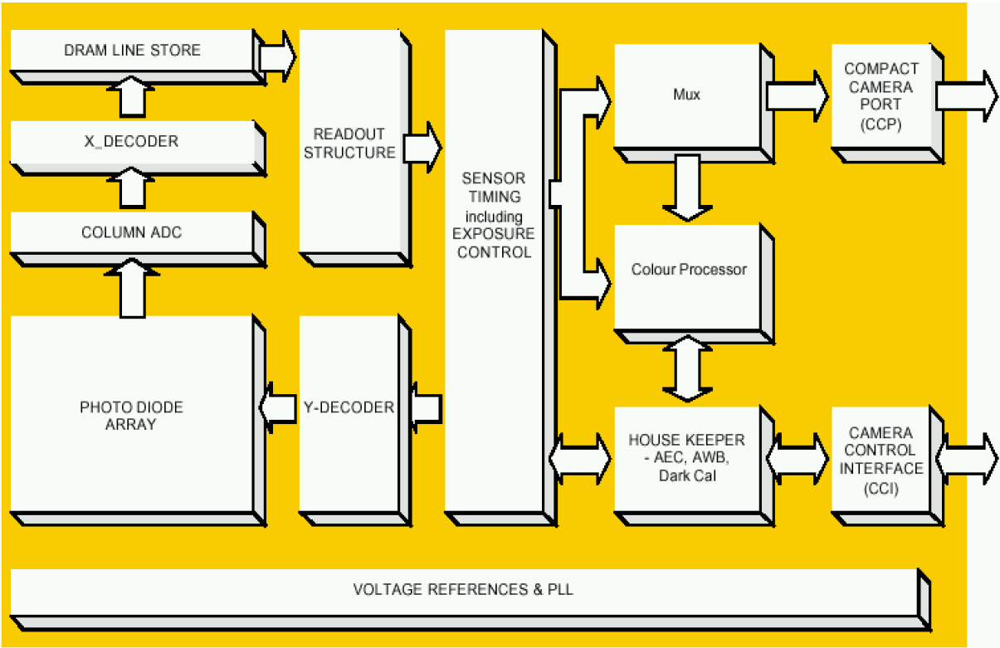 DRAM LINE STORE
X_DECODER
COLUMN ADC
PHOTO DIODE
ARRAY
READOUT
STRUCTURE
Y-DECODER
SENSOR
TIMING
including
EXPOSURE
CONTROL
Mux
Colour Processor
HOUSE KEEPER
- AEC, AWB,
Dark Cal
COMPACT
CAMERA
PORT
(CCP)
CAMERA
CONTROL
INTERFACE
(CCI)
VOLTAGE REFERENCES & PLL